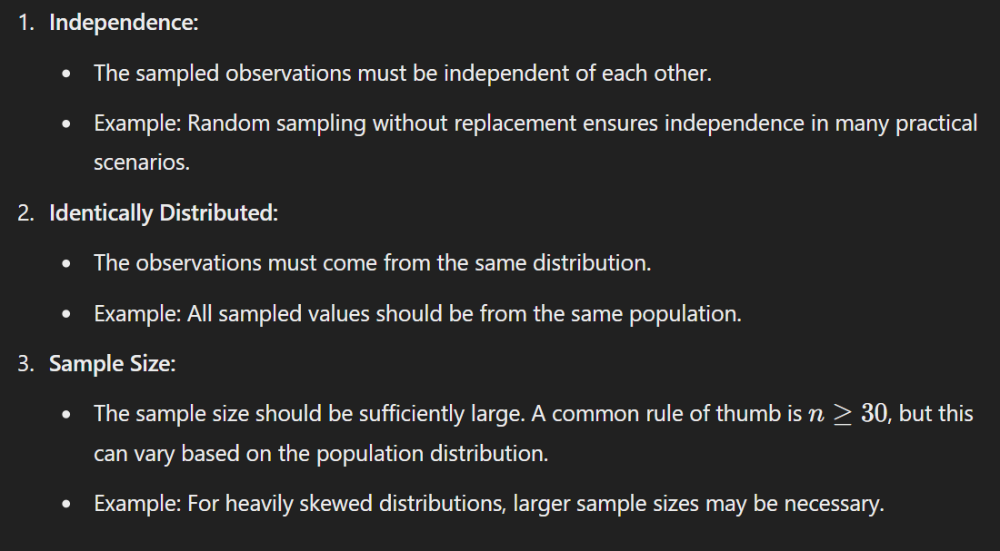 1. Independence:
• The sampled observations must be independent of each other.
• Example: Random sampling without replacement ensures independence in many practical
scenarios.
2. Identically Distributed:
• The observations must come from the same distribution.
• Example: All sampled values should be from the same population.
3. Sample Size:
• The sample size should be sufficiently large. A common rule of thumb is n ≥ 30, but this
can vary based on the population distribution.
• Example: For heavily skewed distributions, larger sample sizes may be necessary.